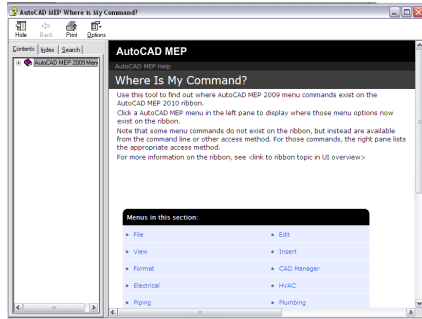 AutoCAD MEP Where is My Command?
Hide Back Print Options
Contents Index Search
AutoCAD MEP 2009 Men
AutoCAD MEP
AutoCAD MEP Help
Where Is My Command?
Use this tool to find out where AutoCAD MEP 2009 menu commands exist on the
AutoCAD MEP 2010 ribbon.
Click a AutoCAD MEP menu in the left pane to display where those menu options now
exist on the ribbon.
Note that some menu commands do not exist on the ribbon, but instead are available
from the command line or other access method. For those commands, the right pane lists
the appropriate access method.
For more information on the ribbon, see <link to ribbon topic in UI overview>
Menus in this section:
• File • Edit
• View • Insert
• Format • CAD Manager
• Electrical • HVAC
• Piping • Plumbing